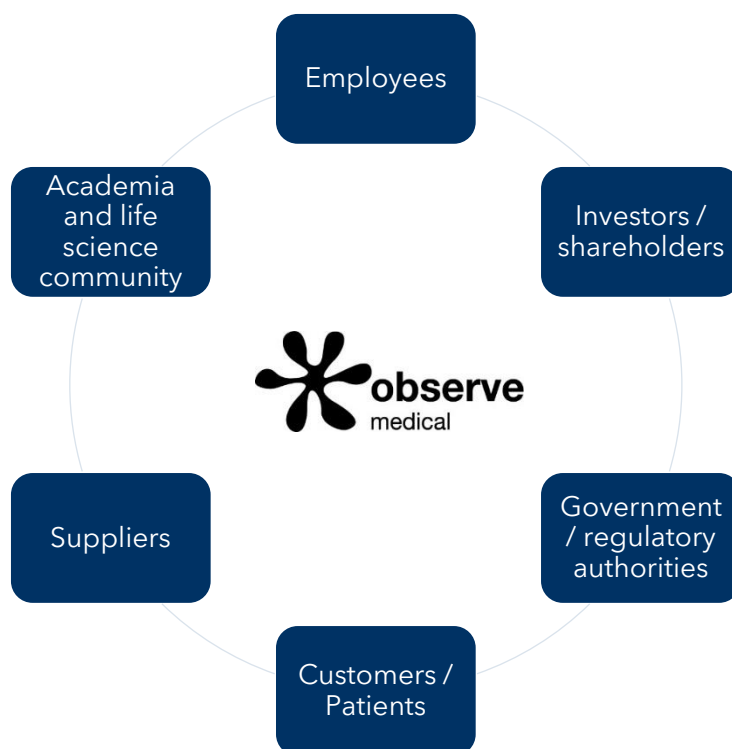 Employees
Investors /
shareholders
Government
/ regulatory
authorities
Customers /
Patients
Suppliers
Academia
and life
science
community
observe
medical